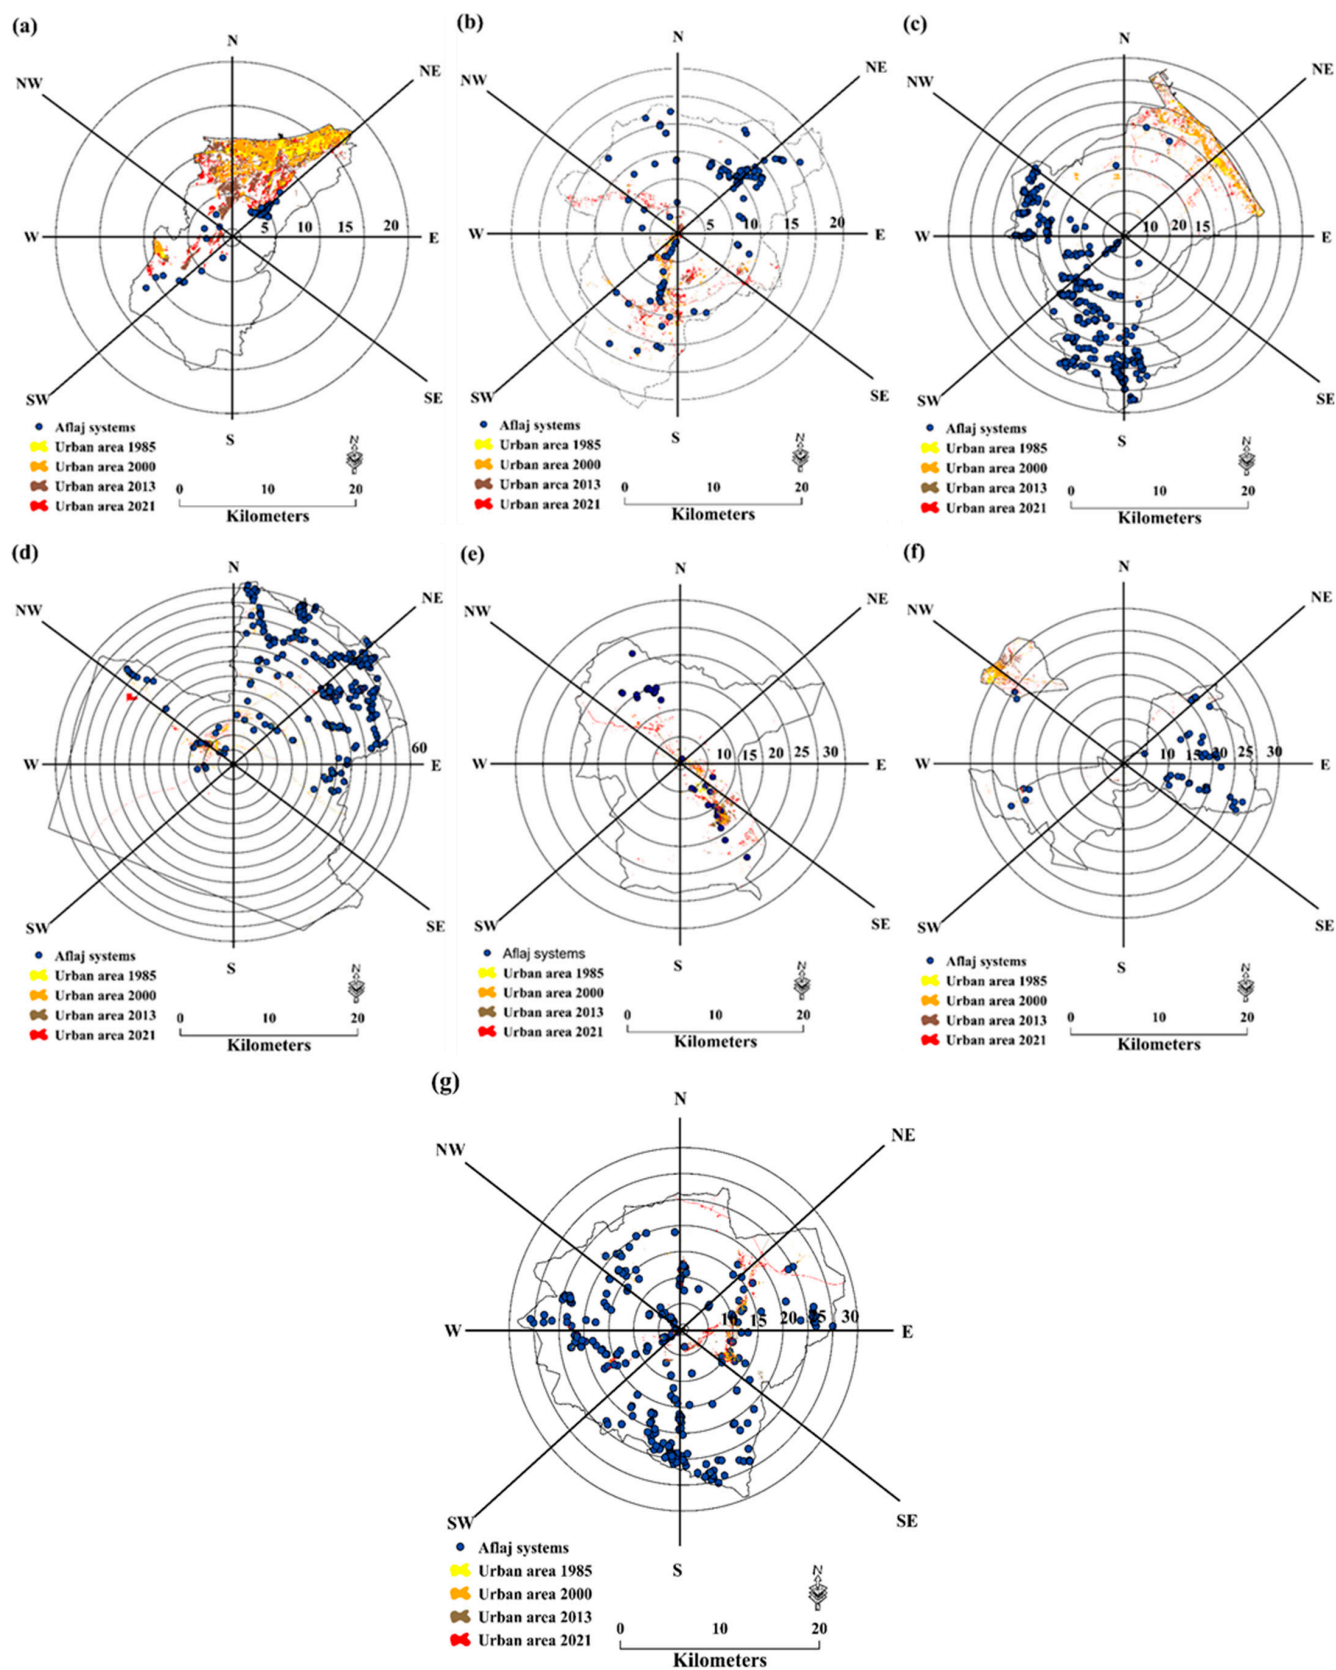 (a)
N
NW
NE
W
5
10
15
20
E
SW
SE
S
Aflaj systems
Urban area 1985
Urban area 2000
Urban area 2013
Urban area 2021
N
0
10
20
Kilometers
(b)
N
NW
NE
W
5
10
15
20
E
SW
SE
S
Aflaj systems
Urban area 1985
Urban area 2000
Urban area 2013
Urban area 2021
N
0
10
20
Kilometers
(c)
N
NW
NE
W
10
20
15
E
SW
SE
S
Aflaj systems
Urban area 1985
Urban area 2000
Urban area 2013
Urban area 2021
N
0
10
20
Kilometers
(d)
N
NW
NE
W
60
E
SW
SE
S
Aflaj systems
Urban area 1985
Urban area 2000
Urban area 2013
Urban area 2021
N
0
10
20
Kilometers
(e)
N
NW
NE
W
10
15
20
25
30
E
SW
SE
S
Aflaj systems
Urban area 1985
Urban area 2000
Urban area 2013
Urban area 2021
N
0
10
20
Kilometers
(f)
N
NW
NE
W
10
15
20
25
30
E
SW
SE
S
Aflaj systems
Urban area 1985
Urban area 2000
Urban area 2013
Urban area 2021
N
0
10
20
Kilometers
(g)
N
NW
NE
W
10
15
20
25
30
E
SW
SE
S
Aflaj systems
Urban area 1985
Urban area 2000
Urban area 2013
Urban area 2021
N
0
10
20
Kilometers